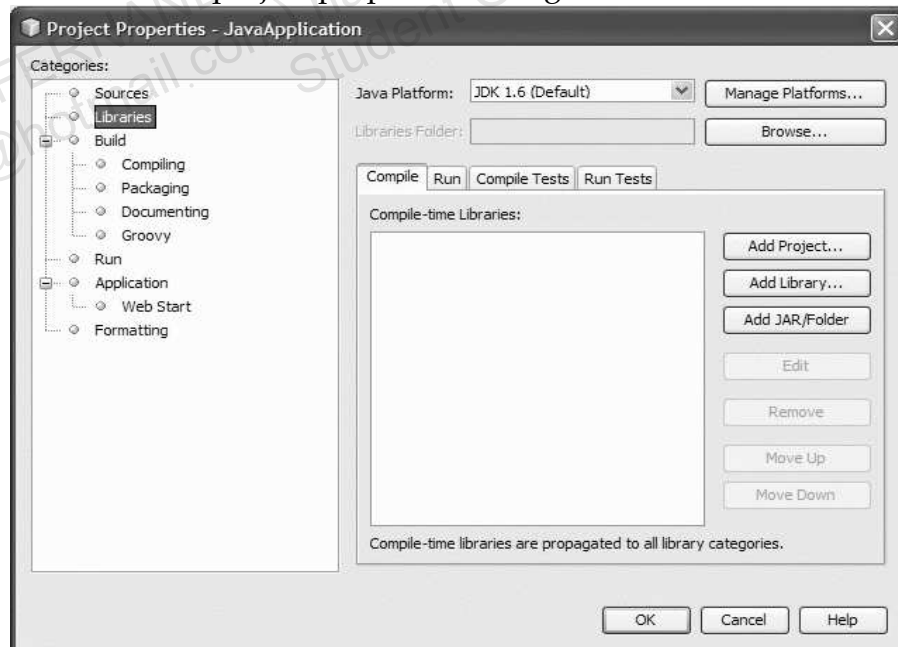 Project Properties - JavaApplication
Categories:
Sources
Libraries
Build
Compiling
Packaging
Documenting
Groovy
Run
Application
Web Start
Formatting
Java Platform: JDK 1.6 (Default) Manage Platforms...
Libraries Folder: Browse...
Compile Run Compile Tests Run Tests
Compile-time Libraries:
Add Project...
Add Library...
Add JAR/Folder
Edit
Remove
Move Up
Move Down
Compile-time libraries are propagated to all library categories.
OK Cancel Help